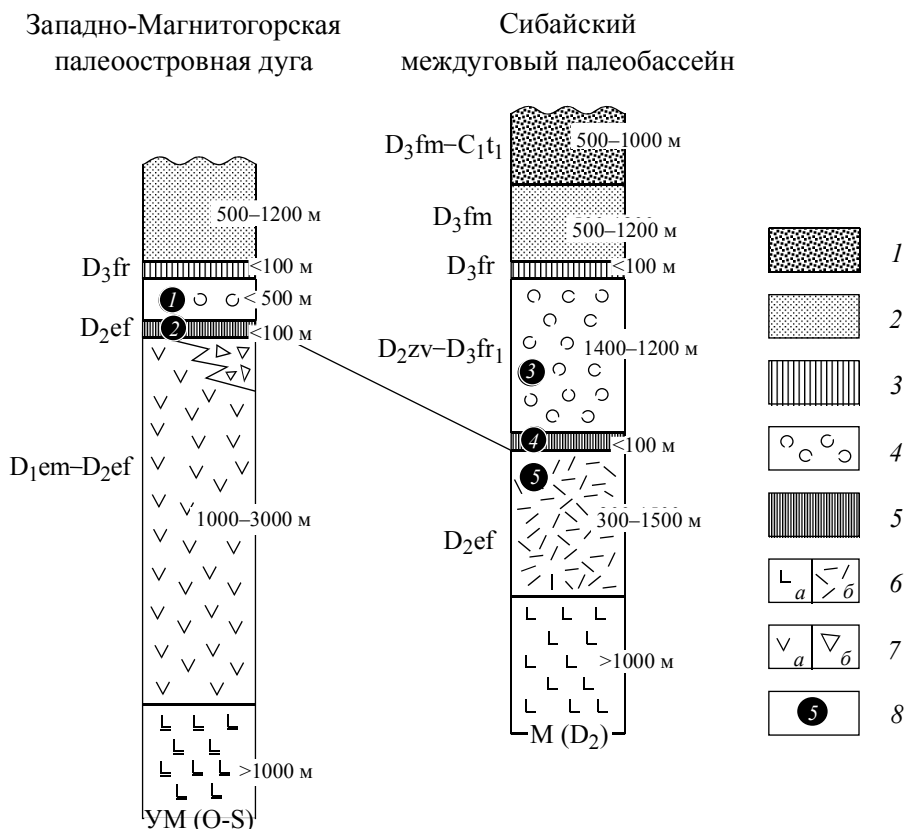 Западно-Магнитогорская
палеоостровная дуга
Сибайский
междуговый палеобассейн
500–1200 м
D₃fr
<100 м
1
< 500 м
D₂ef
2
<100 м
D₁em–D₂ef
1000–3000 м
>1000 м
УМ (O-S)
D₃fm–C₁t₁
500–1000 м
D₃fm
500–1200 м
D₃fr
<100 м
D₂zv–D₃fr₁
1400–1200 м
3
4
<100 м
5
D₂ef
300–1500 м
>1000 м
М (D₂)
1
2
3
4
5
а б 6
а б 7
5 8